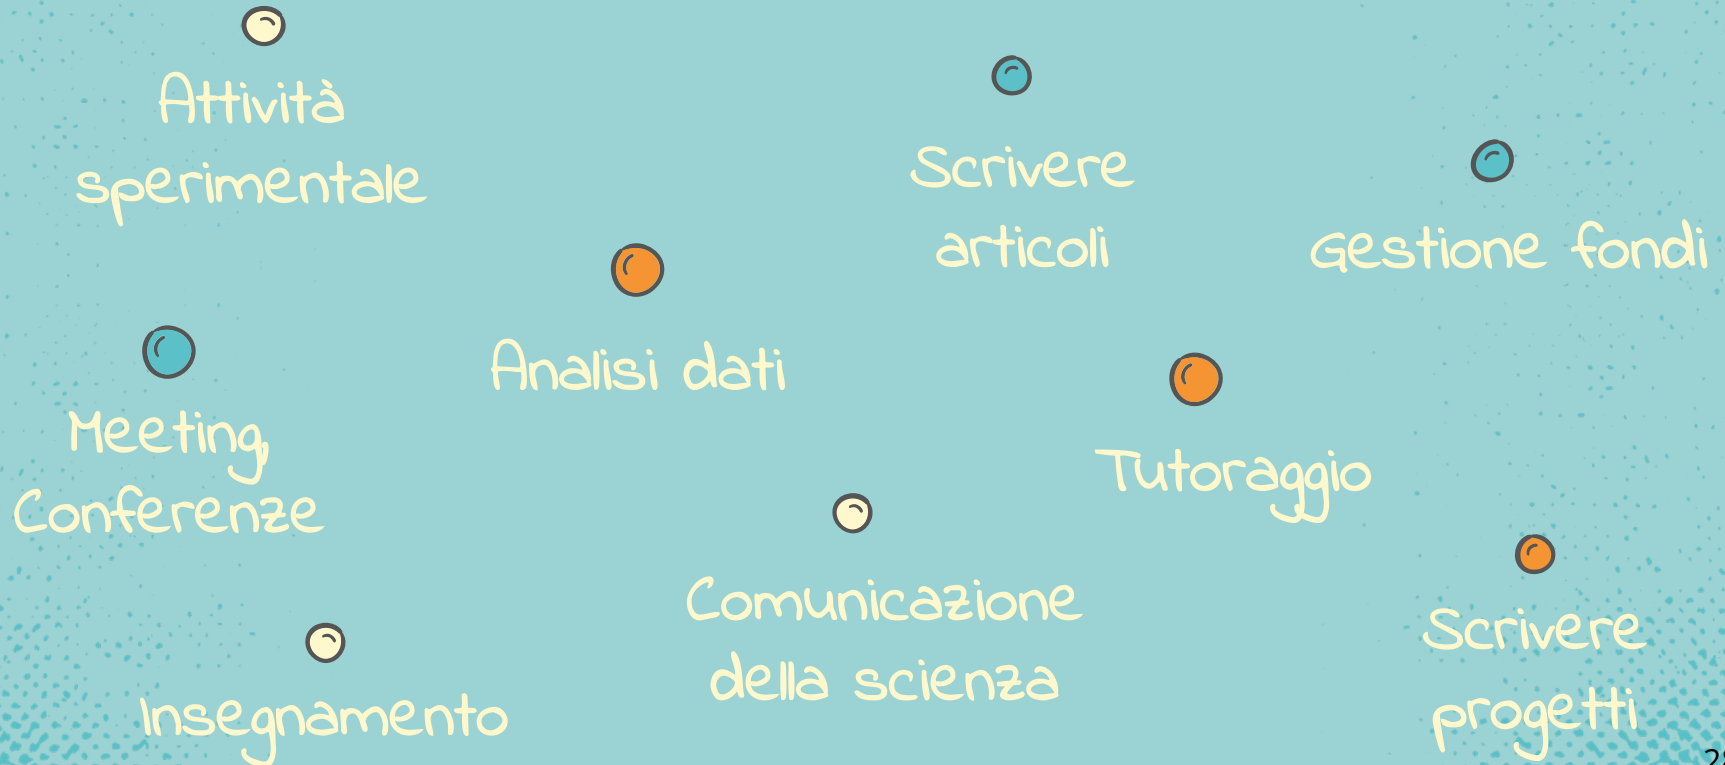 Attività
sperimentale
Scrivere
articoli
Gestione fondi
Analisi dati
Meeting
Conferenze
Tutoraggio
Comunicazione
della scienza
Scrivere
progetti
Insegnamento